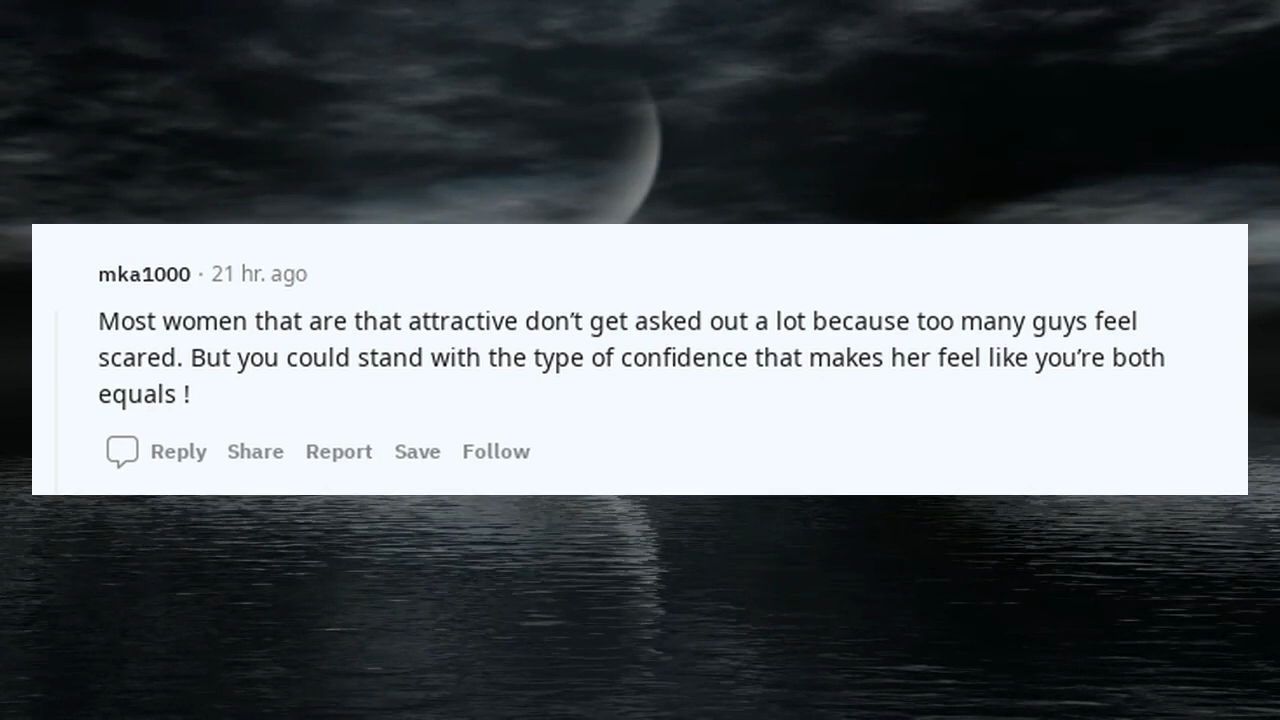 mka1000 · 21 hr. ago
Most women that are that attractive don’t get asked out a lot because too many guys feel
scared. But you could stand with the type of confidence that makes her feel like you’re both
equals !
Reply Share Report Save Follow